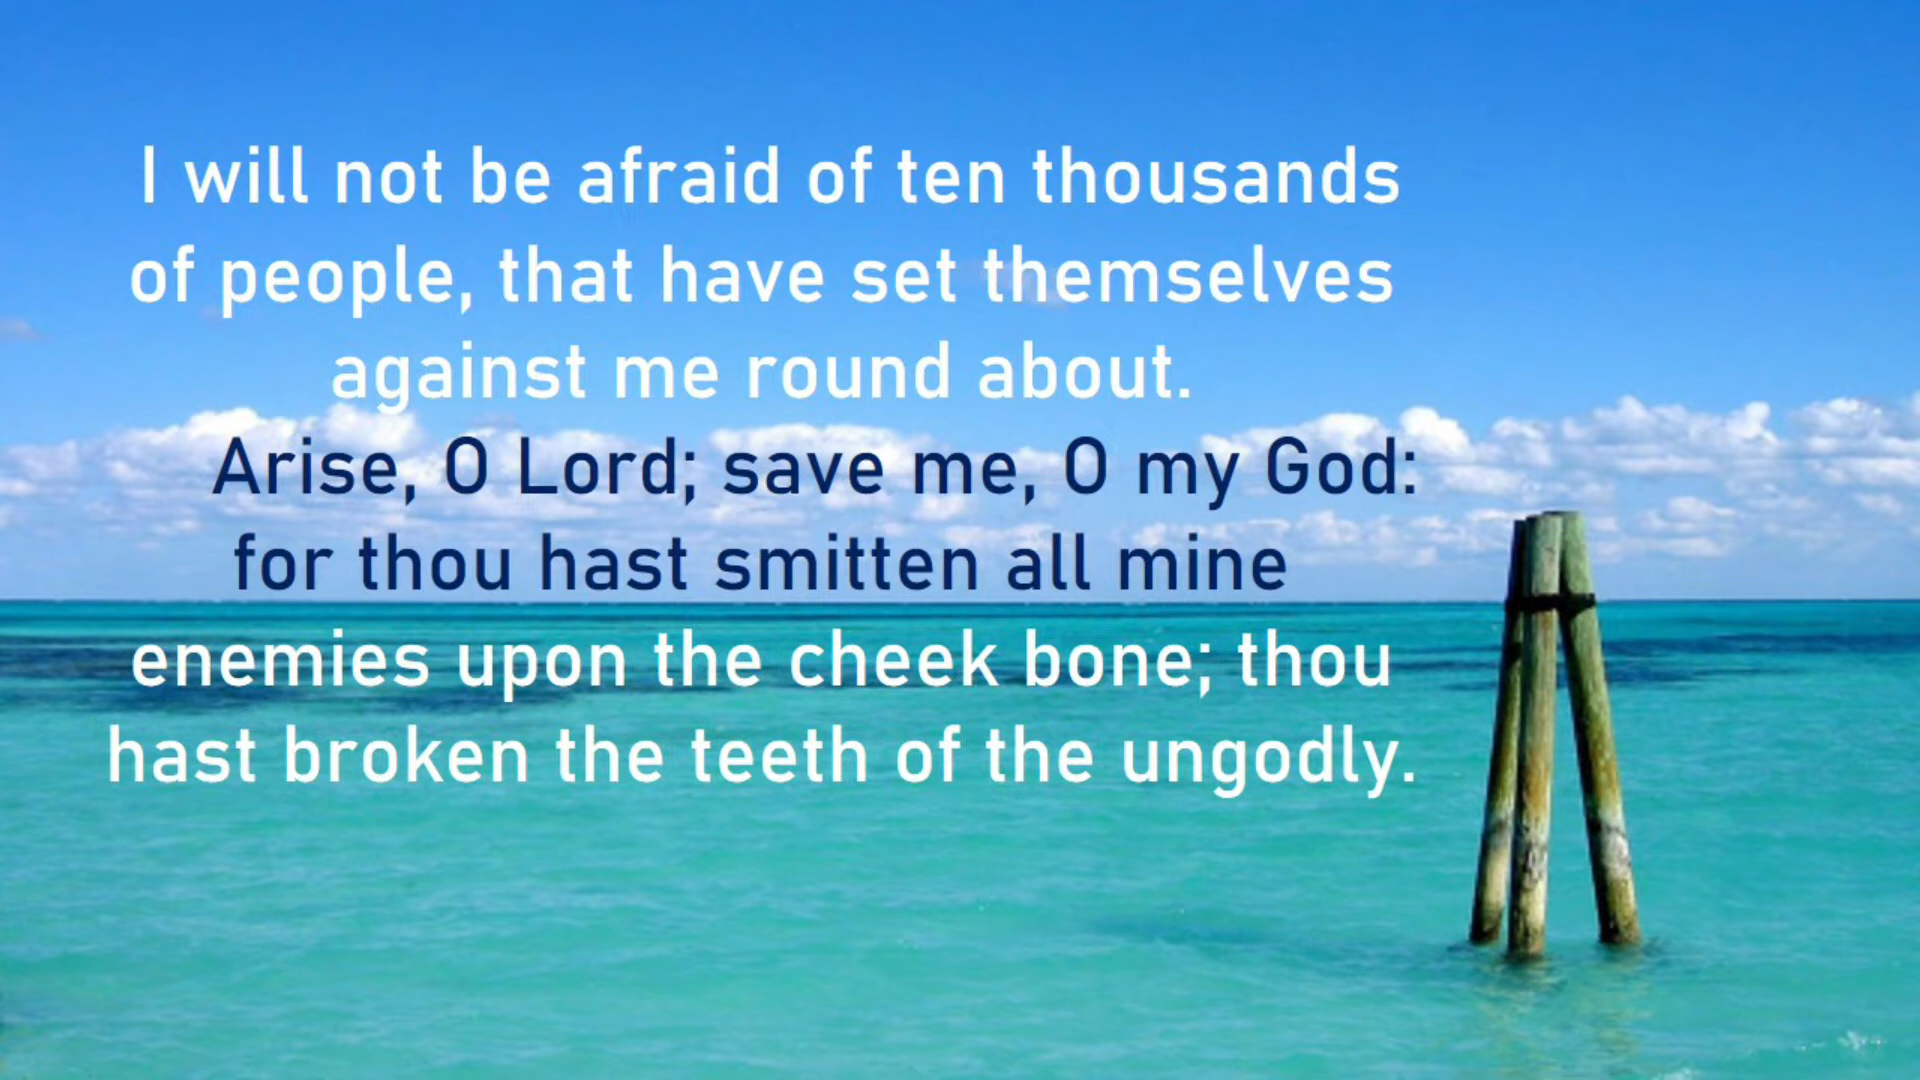 I will not be afraid of ten thousands
of people, that have set themselves
against me round about.
Arise, O Lord; save me, O my God:
for thou hast smitten all mine
enemies upon the cheek bone; thou
hast broken the teeth of the ungodly.